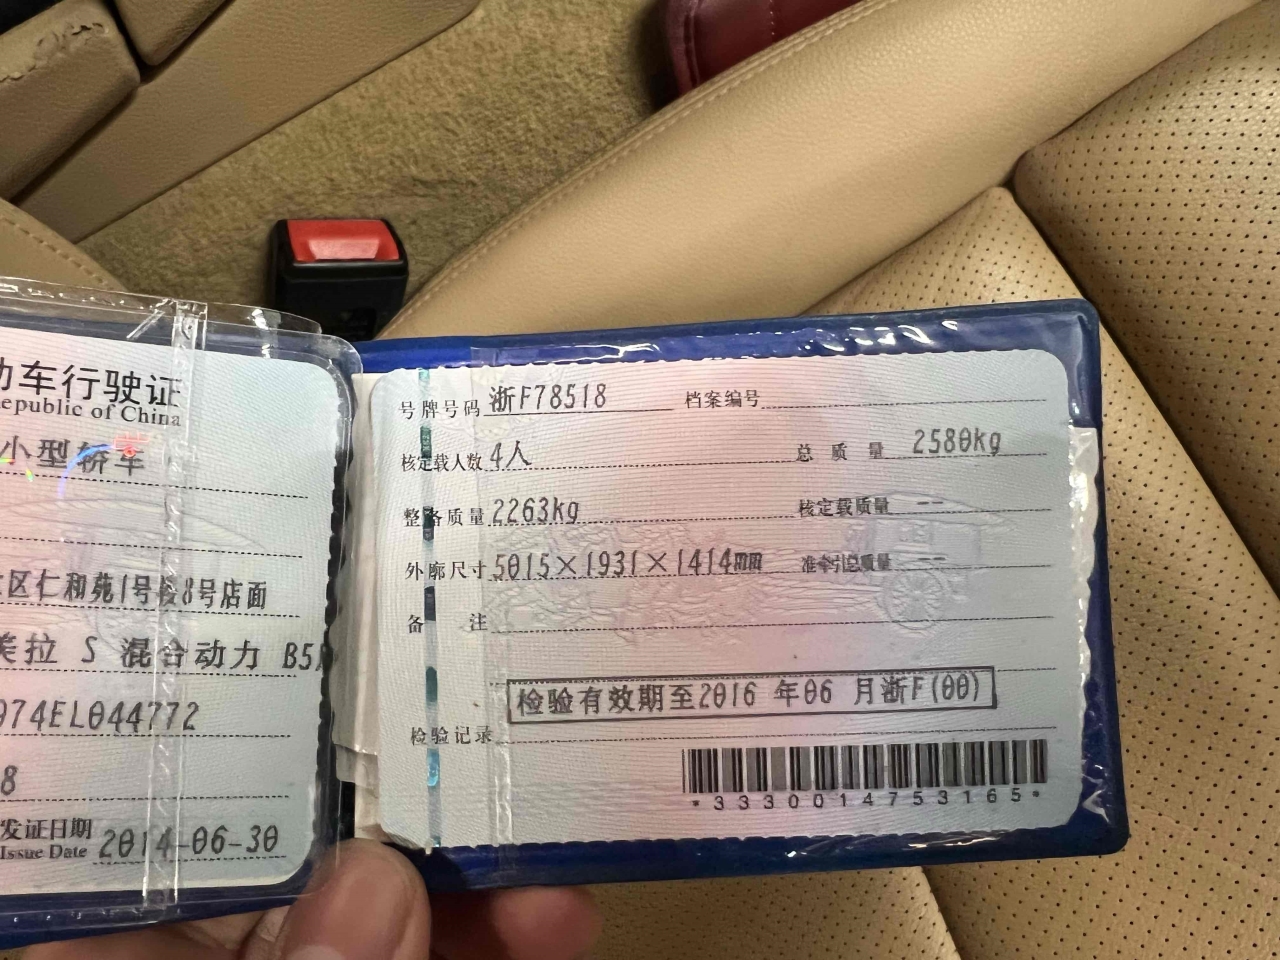 动车行驶证
epublic of China
小型轿车
区仁和苑1号楼8号店面
美拉 S 混合动力 B5
974EL044772
8
发证日期
Issue Date 2014-06-30
号牌号码 浙F78518 档案编号
核定载人数 4人 总质量 2580kg
整备质量 2263kg 核定载质量 --
外廓尺寸 5015×1931×1414mm 准牵引总质量 --
备注
检验有效期至2016 年06 月浙F(00)
检验记录
*3330014753165*